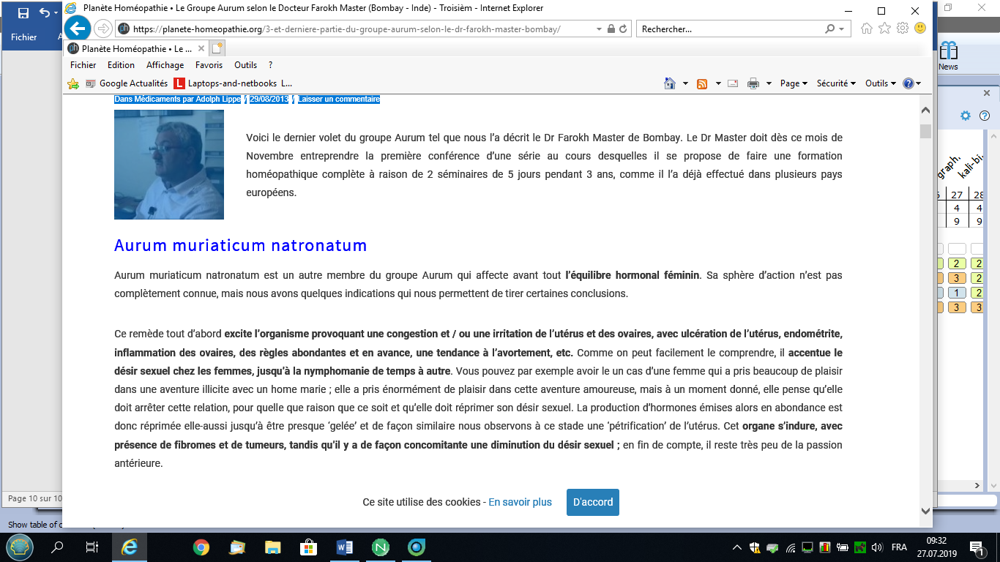 Planète Homéopathie • Le Groupe Aurum selon le Docteur Farokh Master (Bombay - Inde) - Troisièm - Internet Explorer
Fichier
https://planete-homeopathie.org/3-et-derniere-partie-du-groupe-aurum-selon-le-dr-farokh-master-bombay/
Rechercher...
Planète Homéopathie • Le ...
Fichier Edition Affichage Favoris Outils ?
Google Actualités Laptops-and-netbooks L...
Page Sécurité Outils
News
Dans Médicaments par Adolph Lippe / 29/08/2013 / Laisser un commentaire
Voici le dernier volet du groupe Aurum tel que nous l'a décrit le Dr Farokh Master de Bombay. Le Dr Master doit dès ce mois de
Novembre entreprendre la première conférence d'une série au cours desquelles il se propose de faire une formation
homéopathique complète à raison de 2 séminaires de 5 jours pendant 3 ans, comme il l'a déjà effectué dans plusieurs pays
européens.
Aurum muriaticum natronatum
Aurum muriaticum natronatum est un autre membre du groupe Aurum qui affecte avant tout l'équilibre hormonal féminin. Sa sphère d'action n'est pas
complètement connue, mais nous avons quelques indications qui nous permettent de tirer certaines conclusions.
Ce remède tout d'abord excite l'organisme provoquant une congestion et / ou une irritation de l'utérus et des ovaires, avec ulcération de l'utérus, endométrite,
inflammation des ovaires, des règles abondantes et en avance, une tendance à l'avortement, etc. Comme on peut facilement le comprendre, il accentue le
désir sexuel chez les femmes, jusqu'à la nymphomanie de temps à autre. Vous pouvez par exemple avoir le un cas d'une femme qui a pris beaucoup de plaisir
dans une aventure illicite avec un home marie ; elle a pris énormément de plaisir dans cette aventure amoureuse, mais à un moment donné, elle pense qu'elle
doit arrêter cette relation, pour quelle que raison que ce soit et qu'elle doit réprimer son désir sexuel. La production d'hormones émises alors en abondance est
donc réprimée elle-aussi jusqu'à être presque 'gelée' et de façon similaire nous observons à ce stade une 'pétrification' de l'utérus. Cet organe s'indure, avec
présence de fibromes et de tumeurs, tandis qu'il y a de façon concomitante une diminution du désir sexuel ; en fin de compte, il reste très peu de la passion
antérieure.
Ce site utilise des cookies - En savoir plus D'accord
graph. kali-bi.
27 28
4 4
9 9
2 2
3 2
1 2
3 3
Page 10 sur 10
Show table of
FRA
09:32
27.07.2019
1